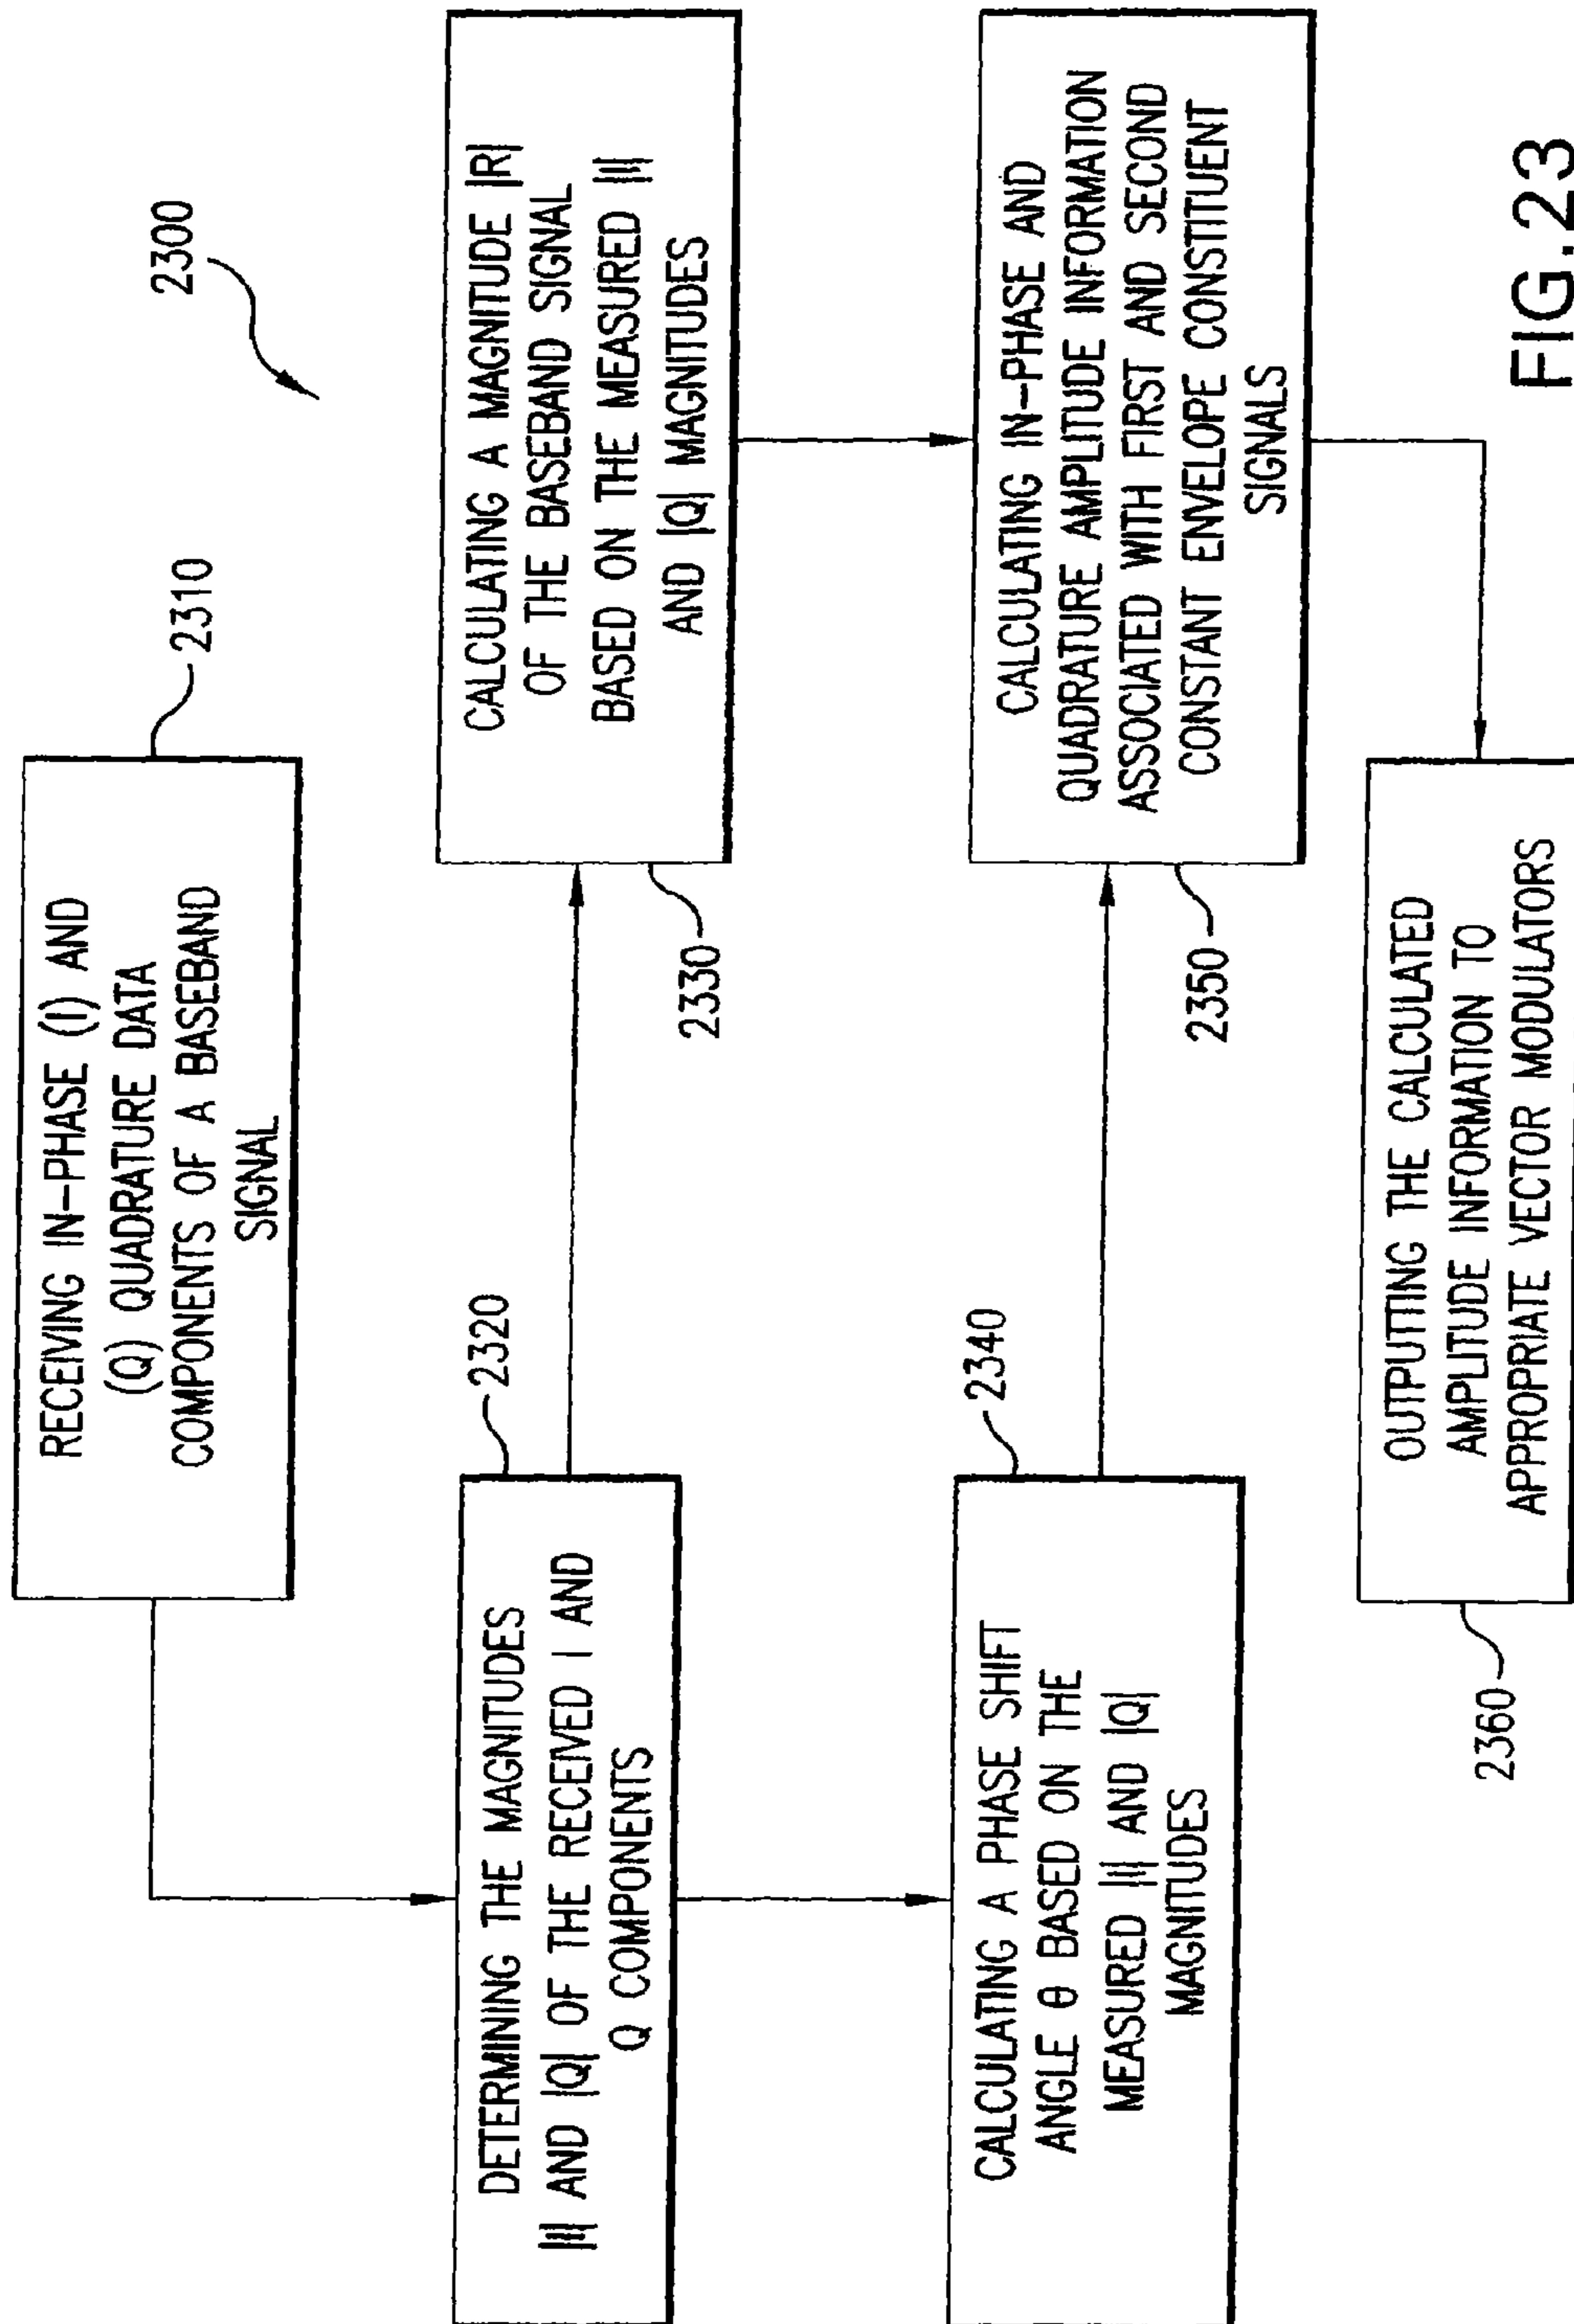 2300
RECEIVING IN-PHASE (I) AND
(Q) QUADRATURE DATA
COMPONENTS OF A BASEBAND
SIGNAL
2310
DETERMINING THE MAGNITUDES
|I| AND |Q| OF THE RECEIVED I AND
Q COMPONENTS
2320
CALCULATING A MAGNITUDE |R|
OF THE BASEBAND SIGNAL
BASED ON THE MEASURED |I|
AND |Q| MAGNITUDES
2330
CALCULATING A PHASE SHIFT
ANGLE θ BASED ON THE
MEASURED |I| AND |Q|
MAGNITUDES
2340
CALCULATING IN-PHASE AND
QUADRATURE AMPLITUDE INFORMATION
ASSOCIATED WITH FIRST AND SECOND
CONSTANT ENVELOPE CONSTITUENT
SIGNALS
2350
OUTPUTING THE CALCULATED
AMPLITUDE INFORMATION TO
APPROPRIATE VECTOR MODULATORS
2360
FIG.23